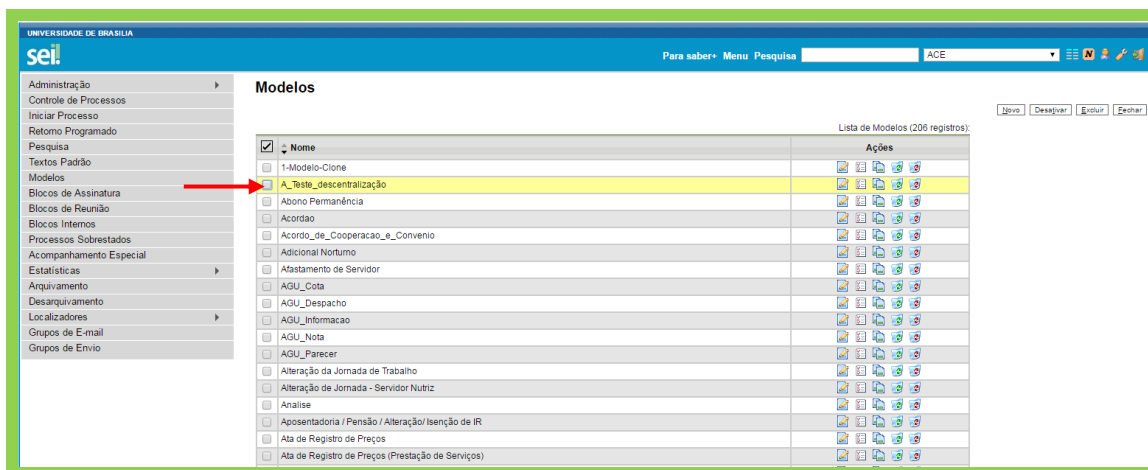 UNIVERSIDADE DE BRASILIA
sei!
Para saber+ Menu Pesquisa ACE
Administração
Controle de Processos
Iniciar Processo
Retorno Programado
Pesquisa
Textos Padrão
Modelos
Blocos de Assinatura
Blocos de Reunião
Blocos Internos
Processos Sobrestados
Acompanhamento Especial
Estatísticas
Arquivamento
Desarquivamento
Localizadores
Grupos de E-mail
Grupos de Envio
Modelos
Novo Desativar Excluir Fechar
Lista de Modelos (206 registros):
Nome Ações
1-Modelo-Clone
A_Teste_descentralização
Abono Permanência
Acordao
Acordo_de_Cooperacao_e_Convenio
Adicional Norturno
Afastamento de Servidor
AGU_Cota
AGU_Despacho
AGU_Informacao
AGU_Nota
AGU_Parecer
Alteração da Jornada de Trabalho
Alteração de Jornada - Servidor Nutriz
Analise
Aposentadoria / Pensão / Alteração/ Isenção de IR
Ata de Registro de Preços
Ata de Registro de Preços (Prestação de Serviços)